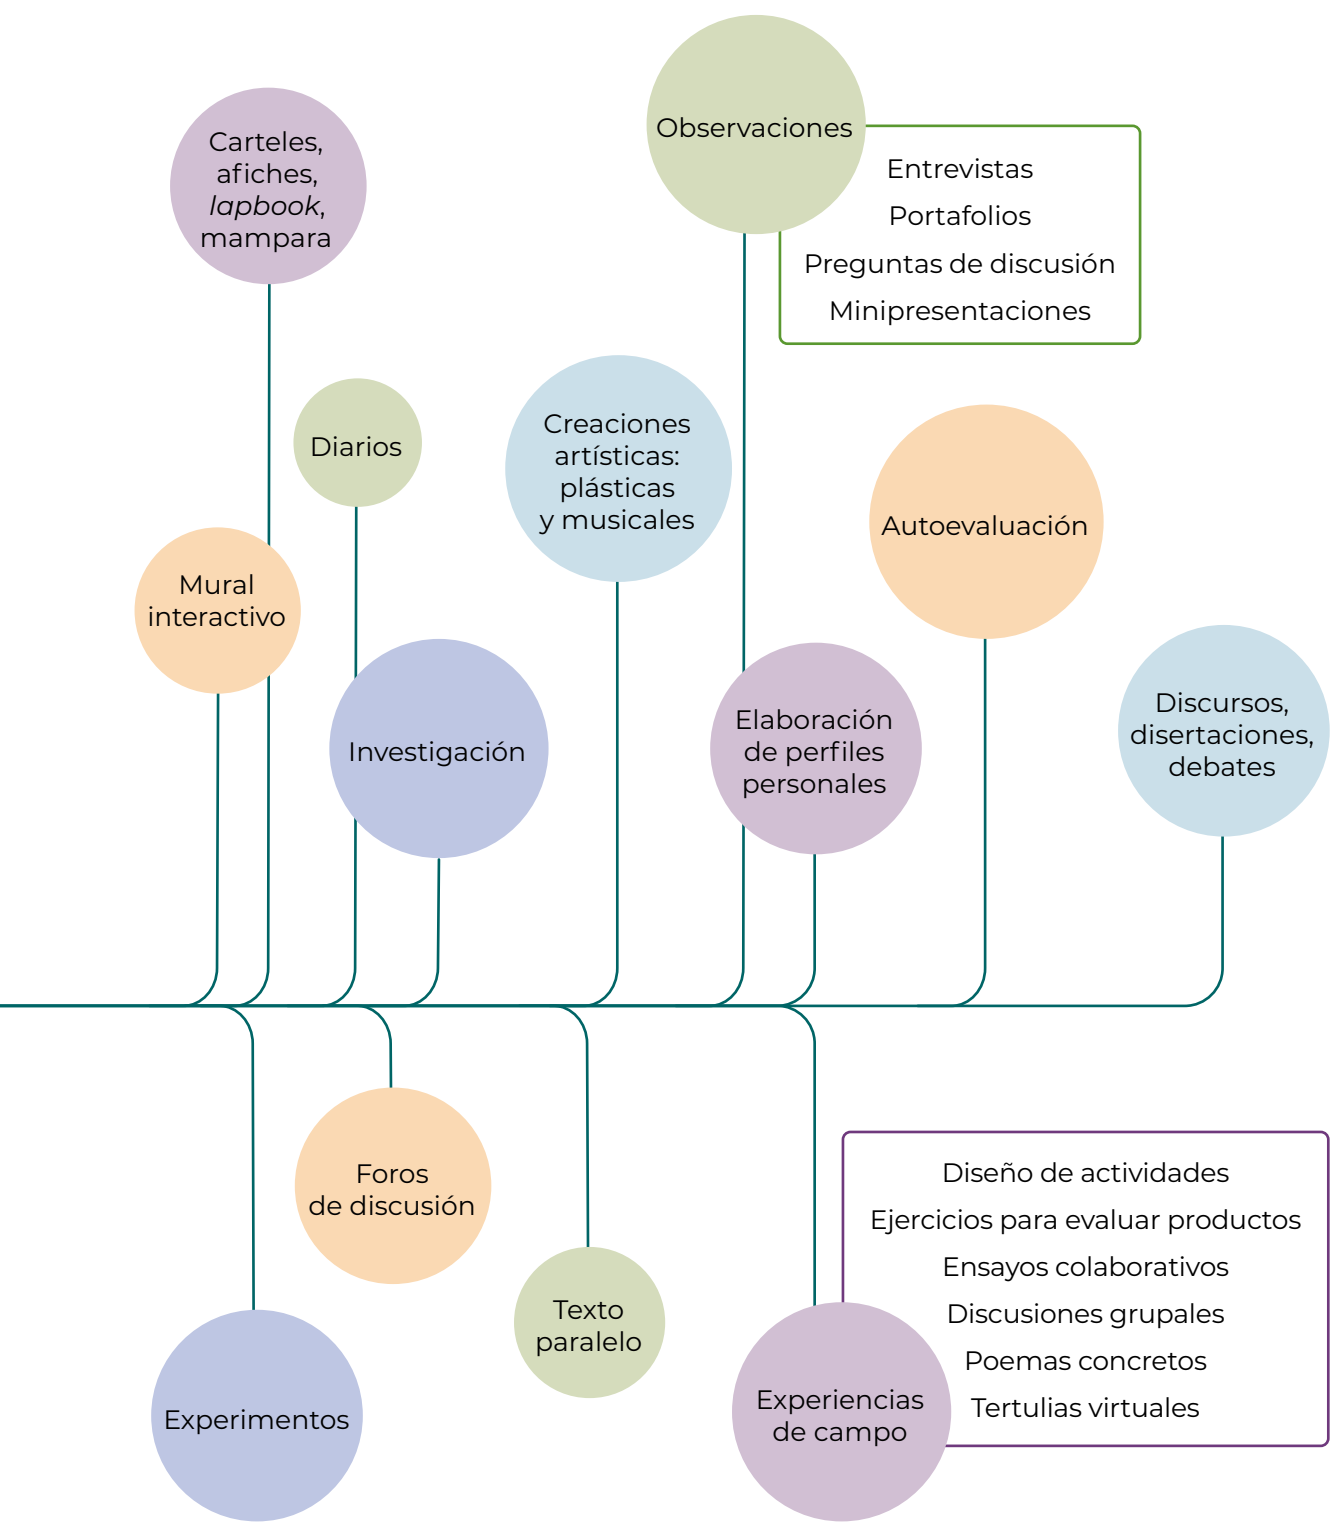 Observaciones
Entrevistas
Portafolios
Preguntas de discusión
Minipresentaciones
Carteles,
afiches,
lapbook,
mampara
Diarios
Creaciones
artísticas:
plásticas
y musicales
Autoevaluación
Mural
interactivo
Investigación
Elaboración
de perfiles
personales
Discursos,
disertaciones,
debates
Foros
de discusión
Texto
paralelo
Experimentos
Experiencias
de campo
Diseño de actividades
Ejercicios para evaluar productos
Ensayos colaborativos
Discusiones grupales
Poemas concretos
Tertulias virtuales